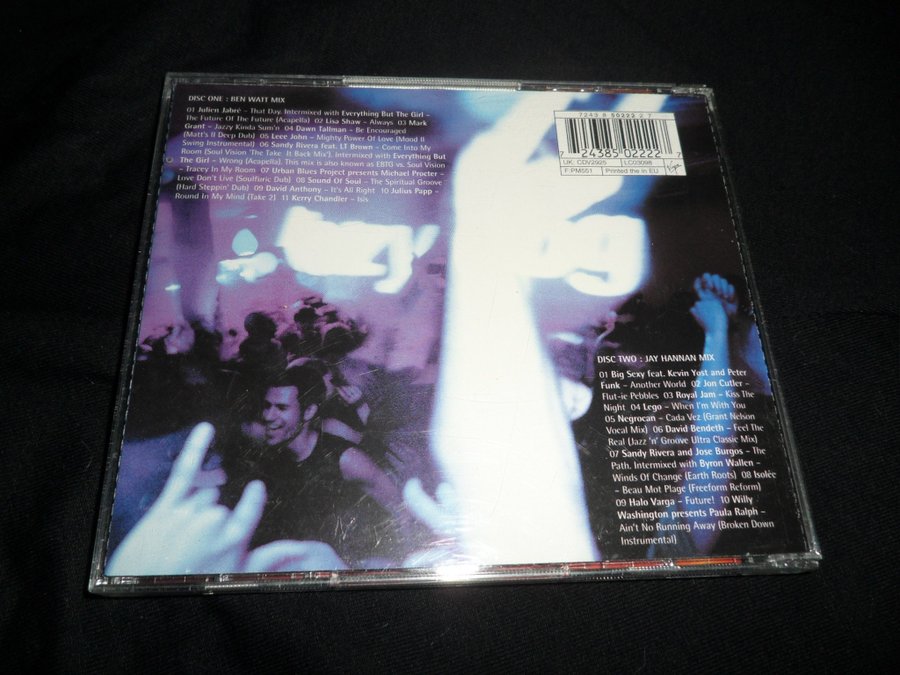 DISC ONE : BEN WATT MIX
01 Julien Jabré – That Day. Intermixed with Everything But The Girl –
The Future Of The Future (Acapella) 02 Lisa Shaw – Always 03 Mark
Grant – Jazzy Kinda Sum'n 04 Dawn Tallman – Be Encouraged
(Matt's II Deep Dub) 05 Leee John – Mighty Power Of Love (Mood II
Swing Instrumental) 06 Sandy Rivera feat. LT Brown – Come Into My
Room (Soul Vision 'The Take It Back Mix'). Intermixed with Everything But
The Girl – Wrong (Acapella). This mix is also known as EBTG vs. Soul Vision
– Tracey In My Room 07 Urban Blues Project presents Michael Procter –
Love Don't Live (Soulfuric Dub) 08 Sound Of Soul – The Spiritual Groove
(Hard Steppin' Dub) 09 David Anthony – It's All Right 10 Julius Papp –
Round In My Mind (Take 2) 11 Kerry Chandler – Isis
7243 8 50222 2 7
7 24385 02222 7
UK: CDV2925 LC03098
F:PM551 Printed the in EU
DISC TWO : JAY HANNAN MIX
01 Big Sexy feat. Kevin Yost and Peter
Funk – Another World 02 Jon Cutler –
Flut-ie Pebbles 03 Royal Jam – Kiss The
Night 04 Lego – When I'm With You
05 Negrocan – Cada Vez (Grant Nelson
Vocal Mix) 06 David Bendeth – Feel The
Real (Jazz 'n' Groove Ultra Classic Mix)
07 Sandy Rivera and Jose Burgos – The
Path. Intermixed with Byron Wallen –
Winds Of Change (Earth Roots) 08 Isolée
– Beau Mot Plage (Freeform Reform)
09 Halo Varga – Future! 10 Willy
Washington presents Paula Ralph –
Ain't No Running Away (Broken Down
Instrumental)